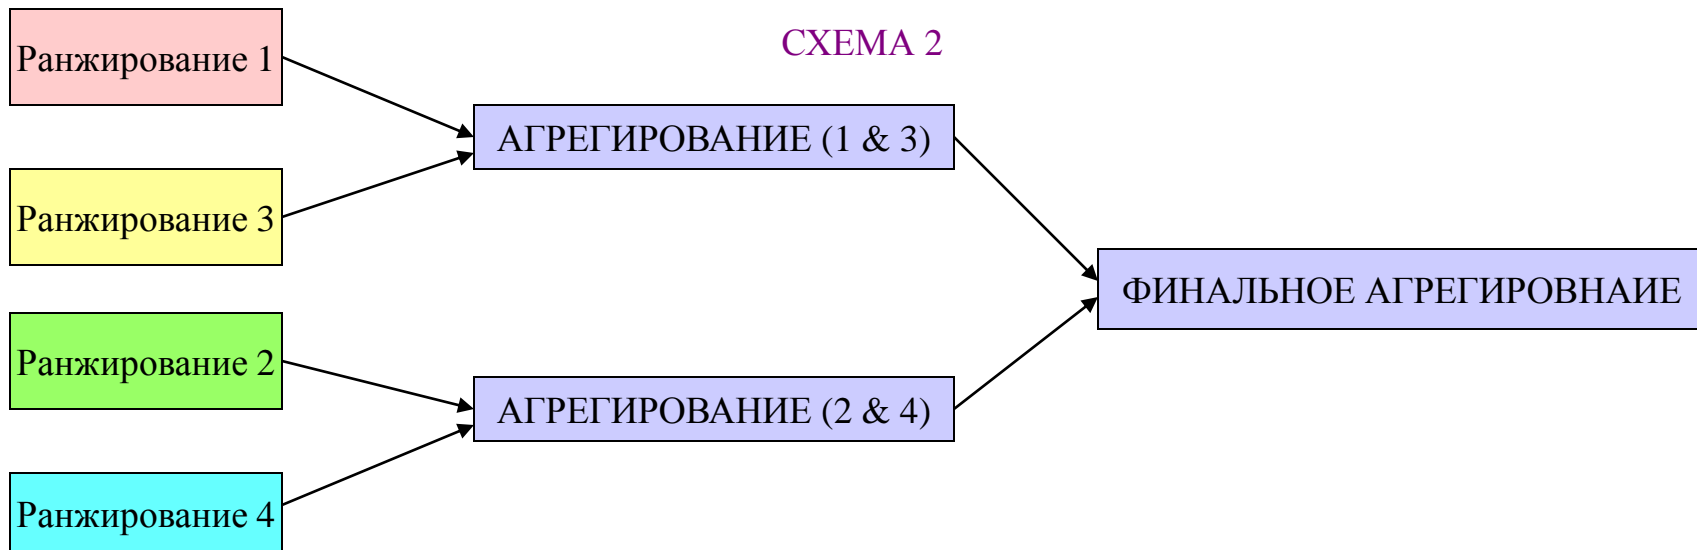 СХЕМА 2
Ранжирование 1
АГРЕГИРОВАНИЕ (1 & 3)
Ранжирование 3
ФИНАЛЬНОЕ АГРЕГИРОВНАИЕ
Ранжирование 2
АГРЕГИРОВАНИЕ (2 & 4)
Ранжирование 4